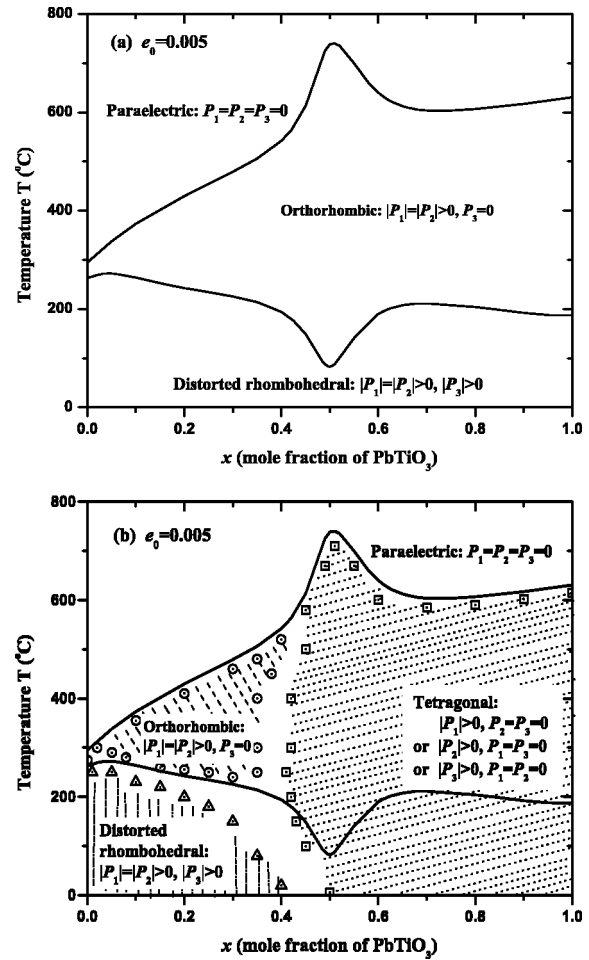 (a) e₀=0.005
Paraelectric: P₁=P₂=P₃=0
Orthorhombic: |P₁|=|P₂|>0, P₃=0
Distorted rhombohedral: |P₁|=|P₂|>0, |P₃|>0
800
600
400
200
0
Temperature T (°C)
0.0 0.2 0.4 0.6 0.8 1.0
x (mole fraction of PbTiO₃)
(b) e₀=0.005
Paraelectric: P₁=P₂=P₃=0
Orthorhombic:
|P₁|=|P₂|>0, P₃=0
Tetragonal:
|P₁|>0, P₂=P₃=0
or |P₂|>0, P₁=P₃=0
or |P₃|>0, P₁=P₂=0
Distorted
rhombohedral:
|P₁|=|P₂|>0, |P₃|>0
800
600
400
200
0
Temperature T (°C)
0.0 0.2 0.4 0.6 0.8 1.0
x (mole fraction of PbTiO₃)